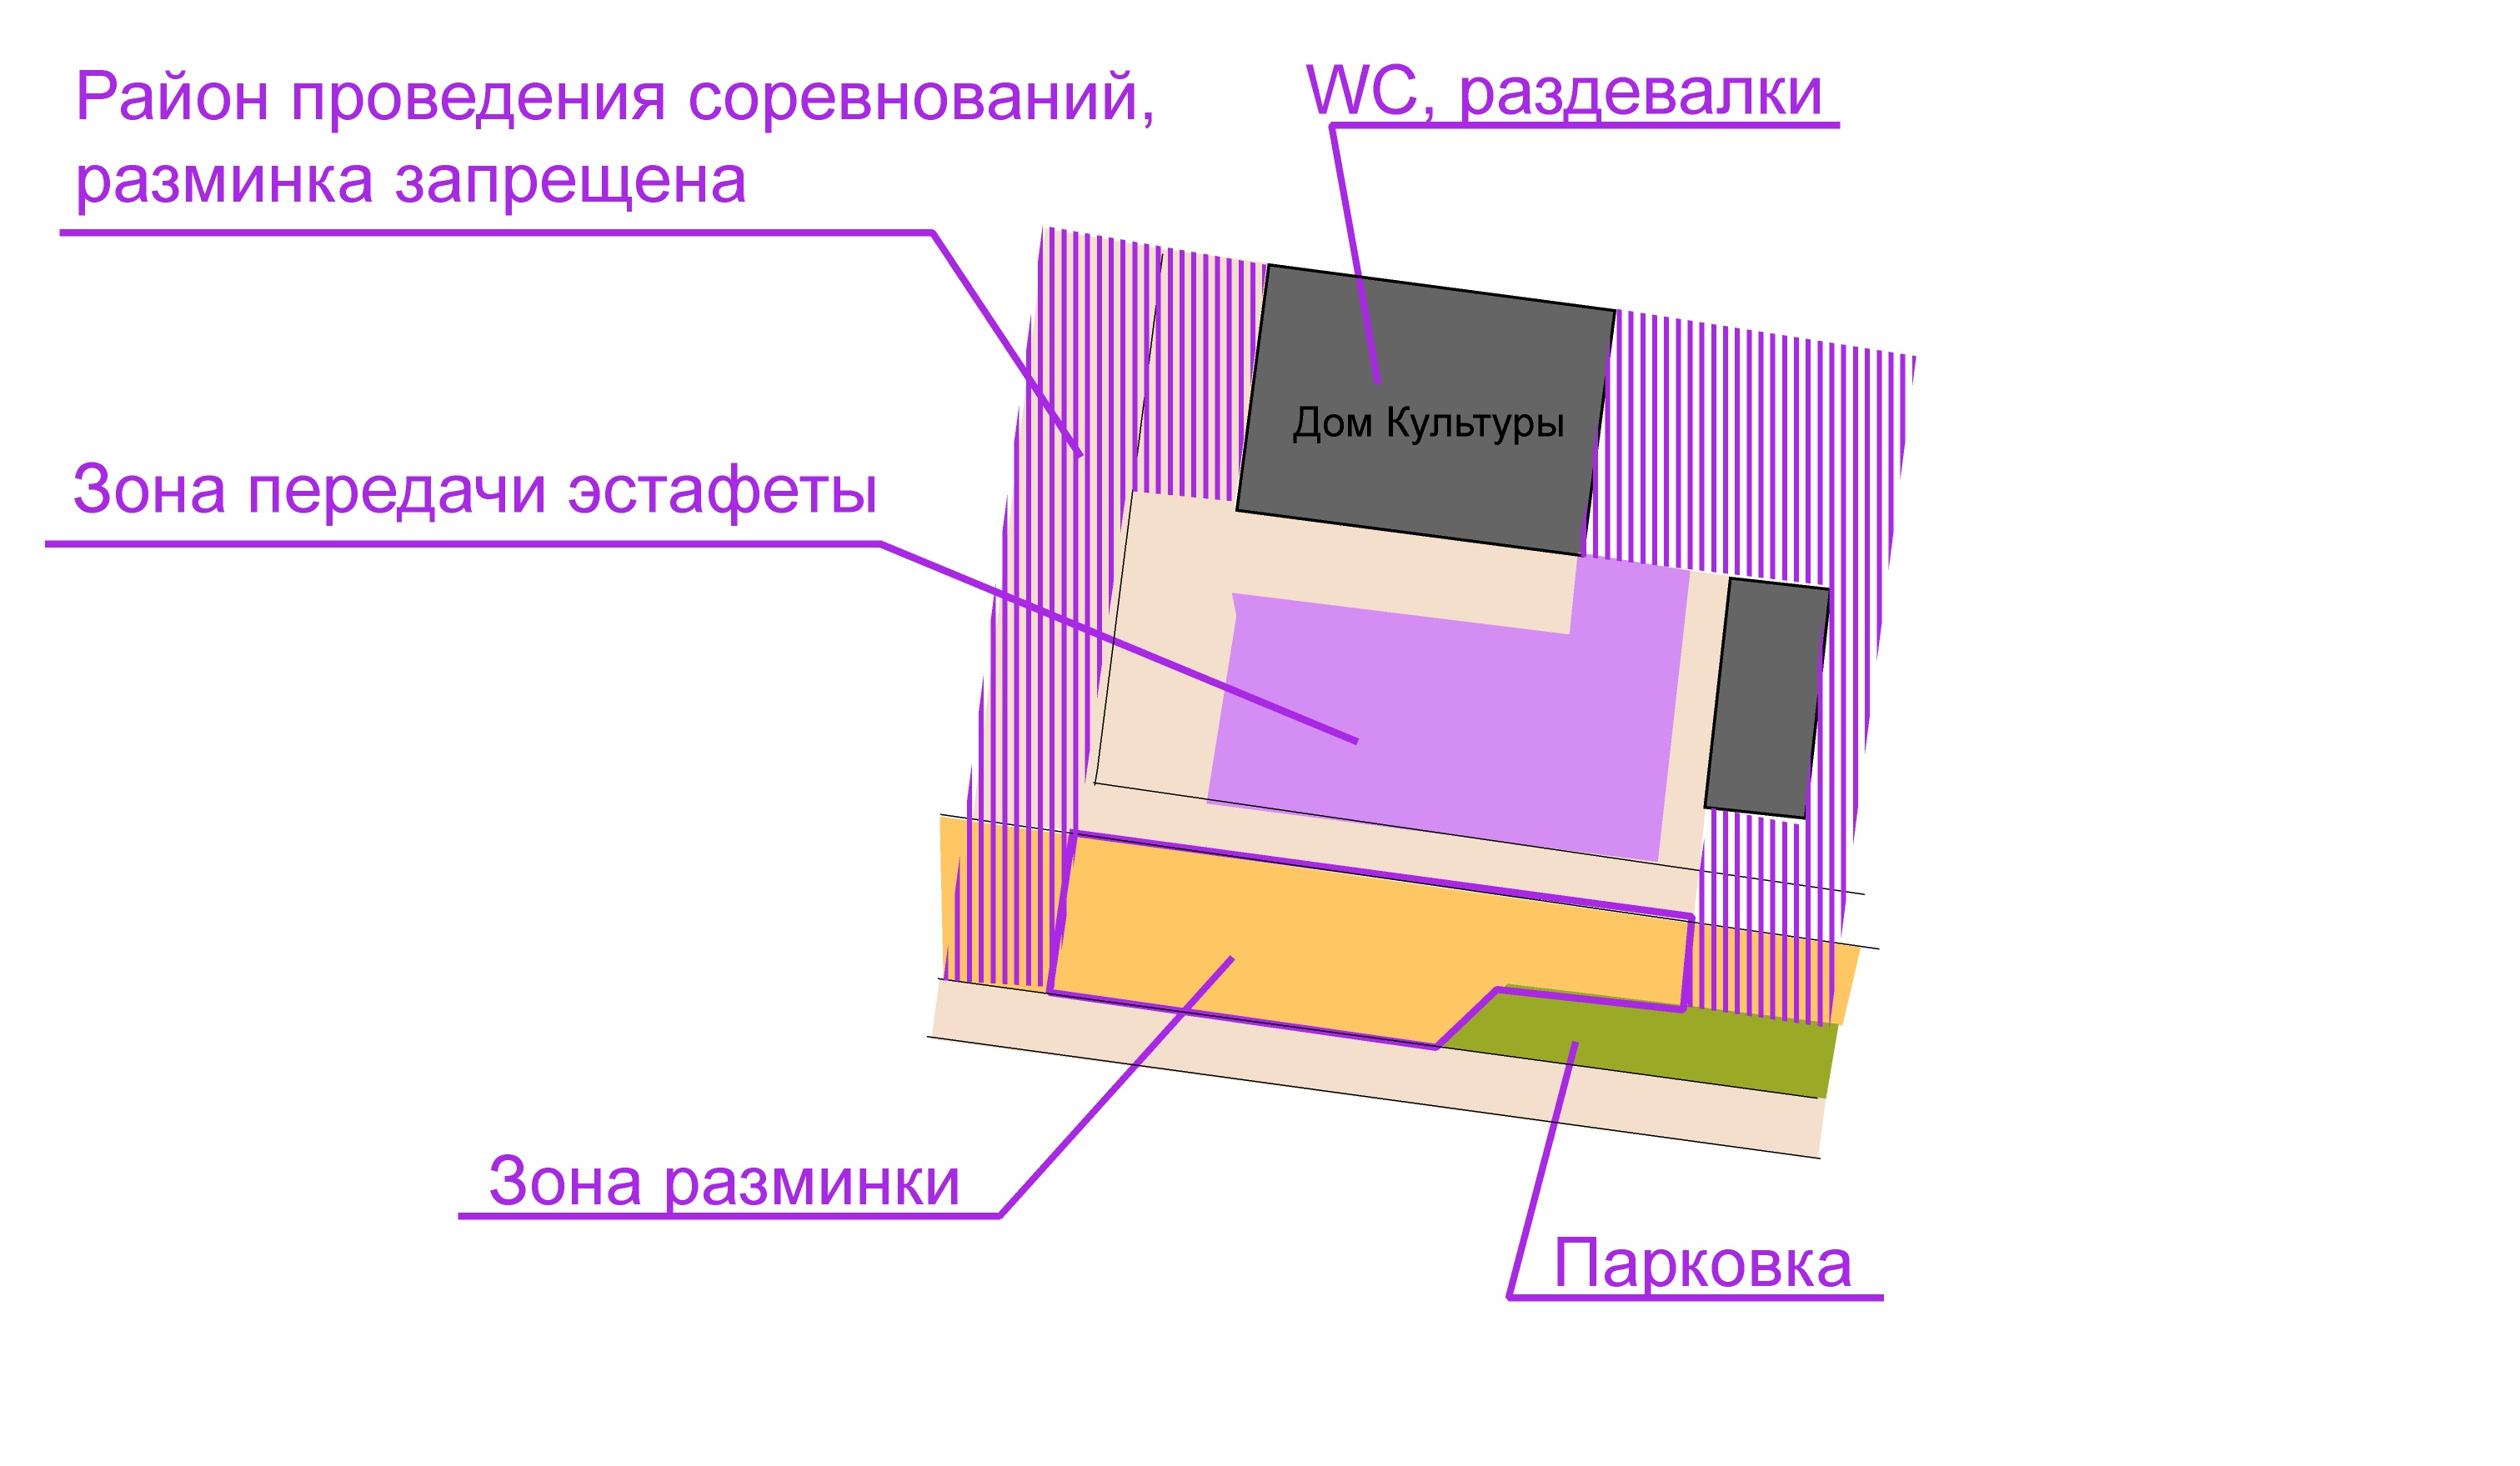 Район проведения соревнований,
разминка запрещена
WC, раздевалки
Дом Культуры
Зона передачи эстафеты
Зона разминки
Парковка